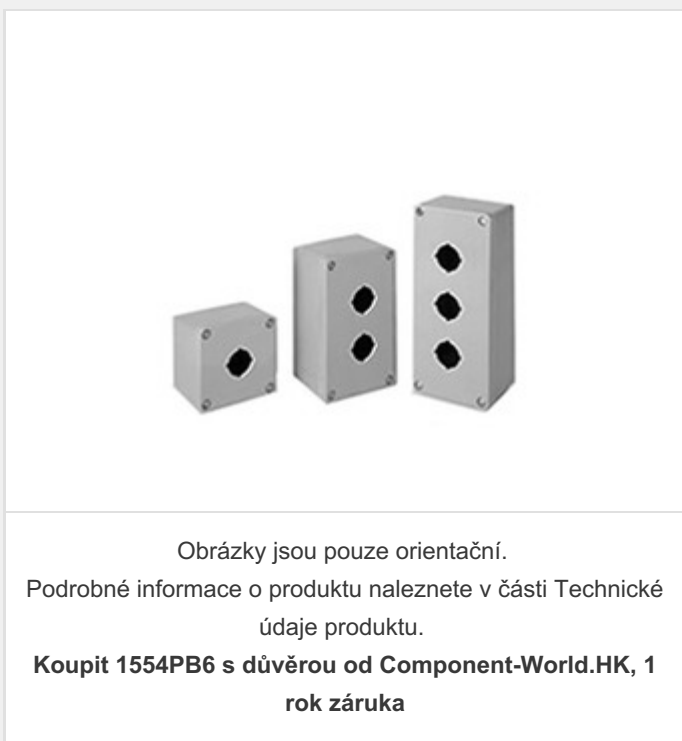 Obrázky jsou pouze orientační.
Podrobné informace o produktu naleznete v části Technické
údaje produktu.
Koupit 1554PB6 s důvěrou od Component-World.HK, 1
rok záruka